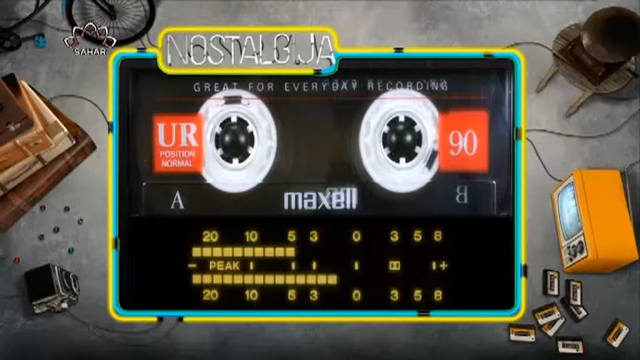 NOSTALGIJA
SAHAR
GREAT FOR EVERYDAY RECORDING
UR
POSITION
NORMAL
90
A
maxell
B
20 10 5 3 0 3 5 8
− PEAK +
20 10 5 3 0 3 5 8